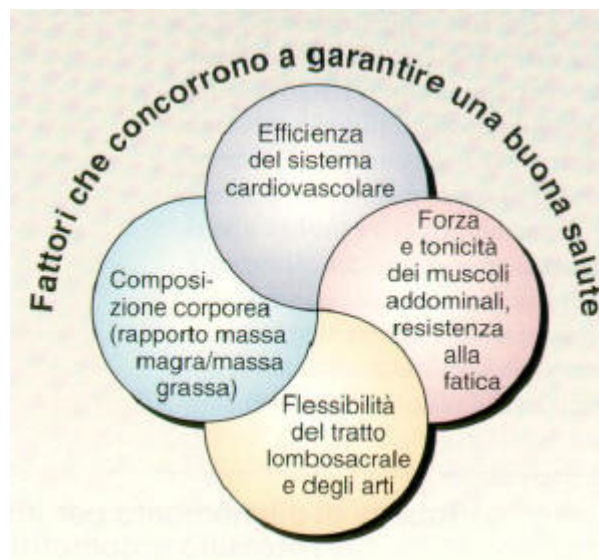 Fattori che concorrono a garantire una buona salute
Efficienza
del sistema
cardiovascolare
Forza
e tonicità
dei muscoli
addominali,
resistenza
alla
fatica
Composi-
zione corporea
(rapporto massa
magra/massa
grassa)
Flessibilità
del tratto
lombosacrale
e degli arti